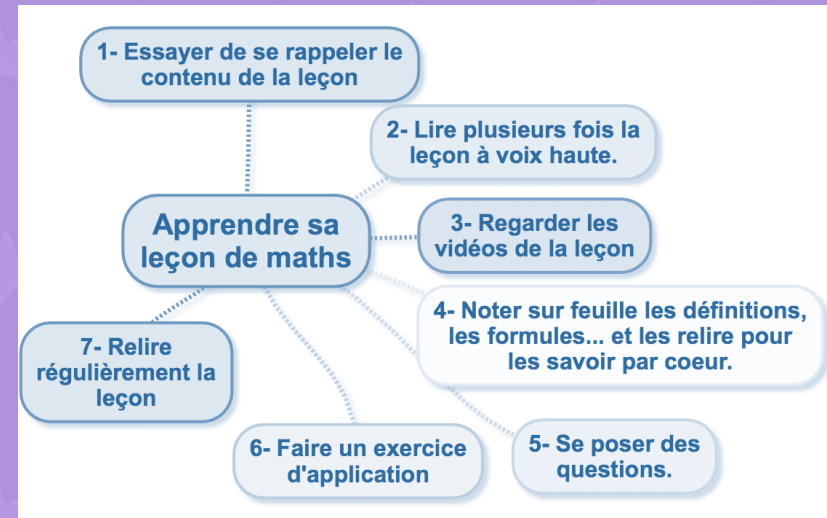 1- Essayer de se rappeler le
contenu de la leçon
2- Lire plusieurs fois la
leçon à voix haute.
Apprendre sa
leçon de maths
3- Regarder les
vidéos de la leçon
4- Noter sur feuille les définitions,
les formules... et les relire pour
les savoir par coeur.
5- Se poser des
questions.
6- Faire un exercice
d'application
7- Relire
régulièrement la
leçon